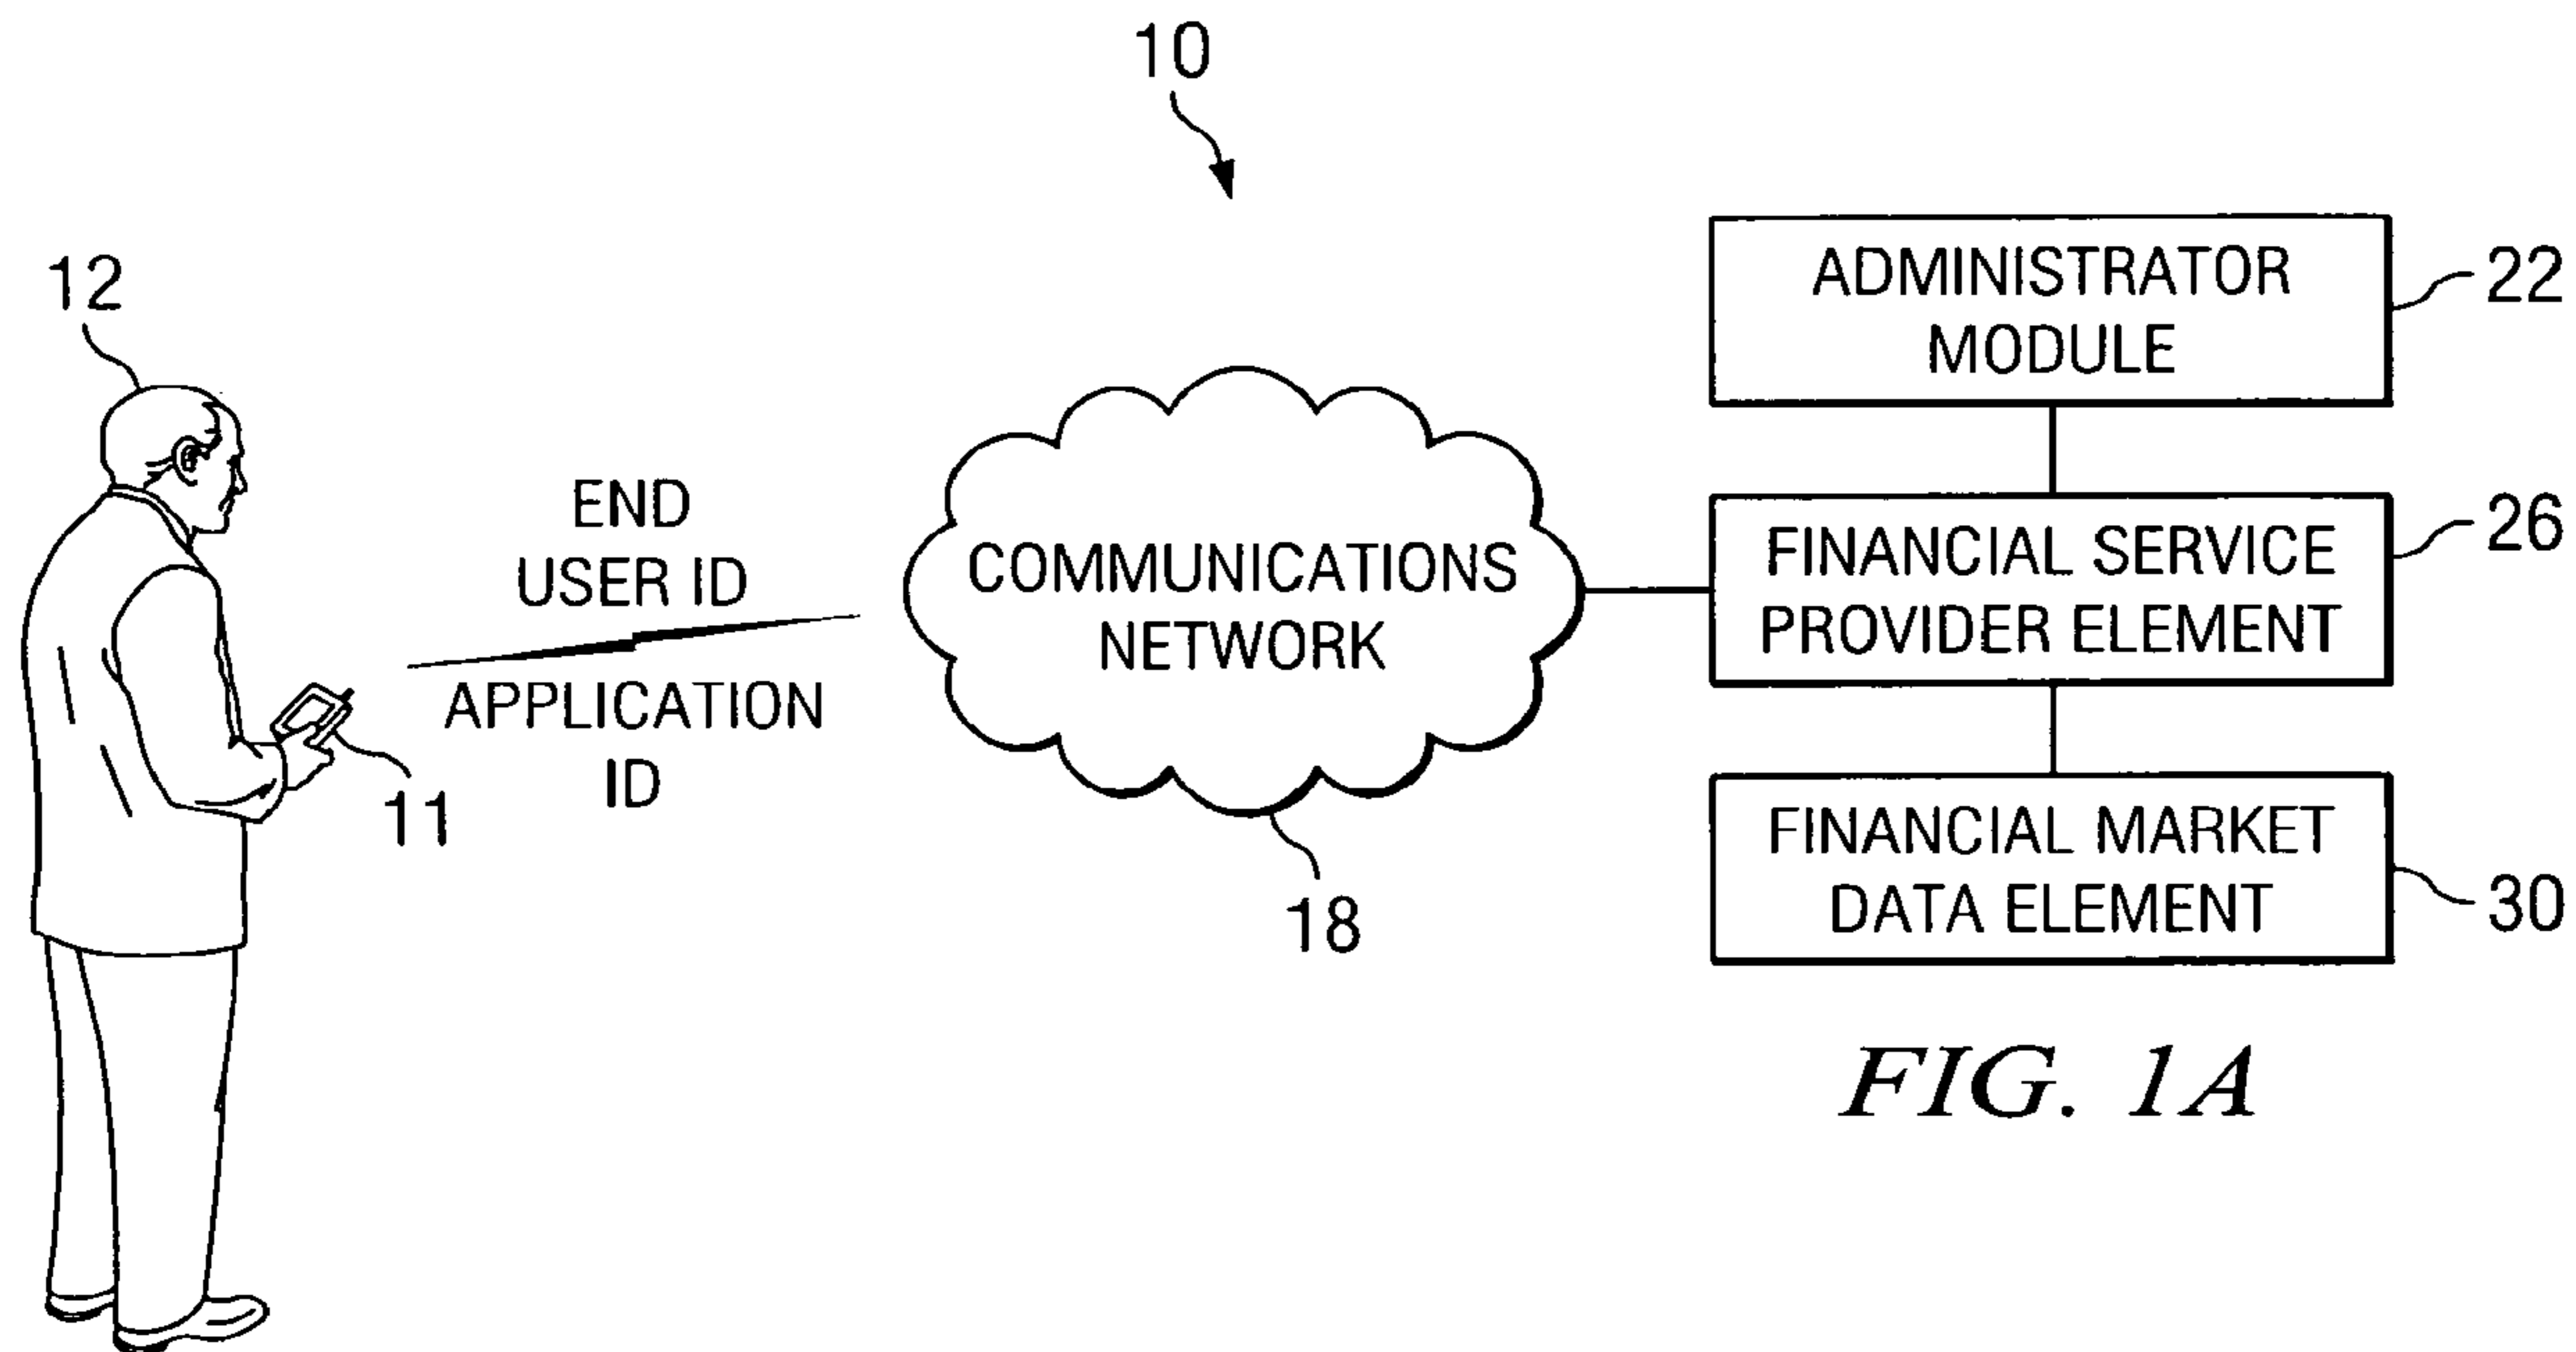 10
12
END
USER ID
APPLICATION
ID
11
COMMUNICATIONS
NETWORK
18
ADMINISTRATOR
MODULE
22
FINANCIAL SERVICE
PROVIDER ELEMENT
26
FINANCIAL MARKET
DATA ELEMENT
30
FIG. 1A